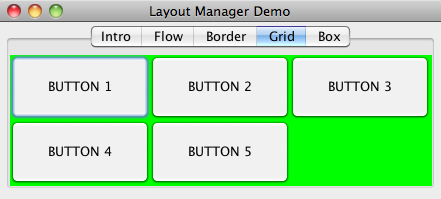 Layout Manager Demo
Intro Flow Border Grid Box
BUTTON 1 BUTTON 2 BUTTON 3
BUTTON 4 BUTTON 5